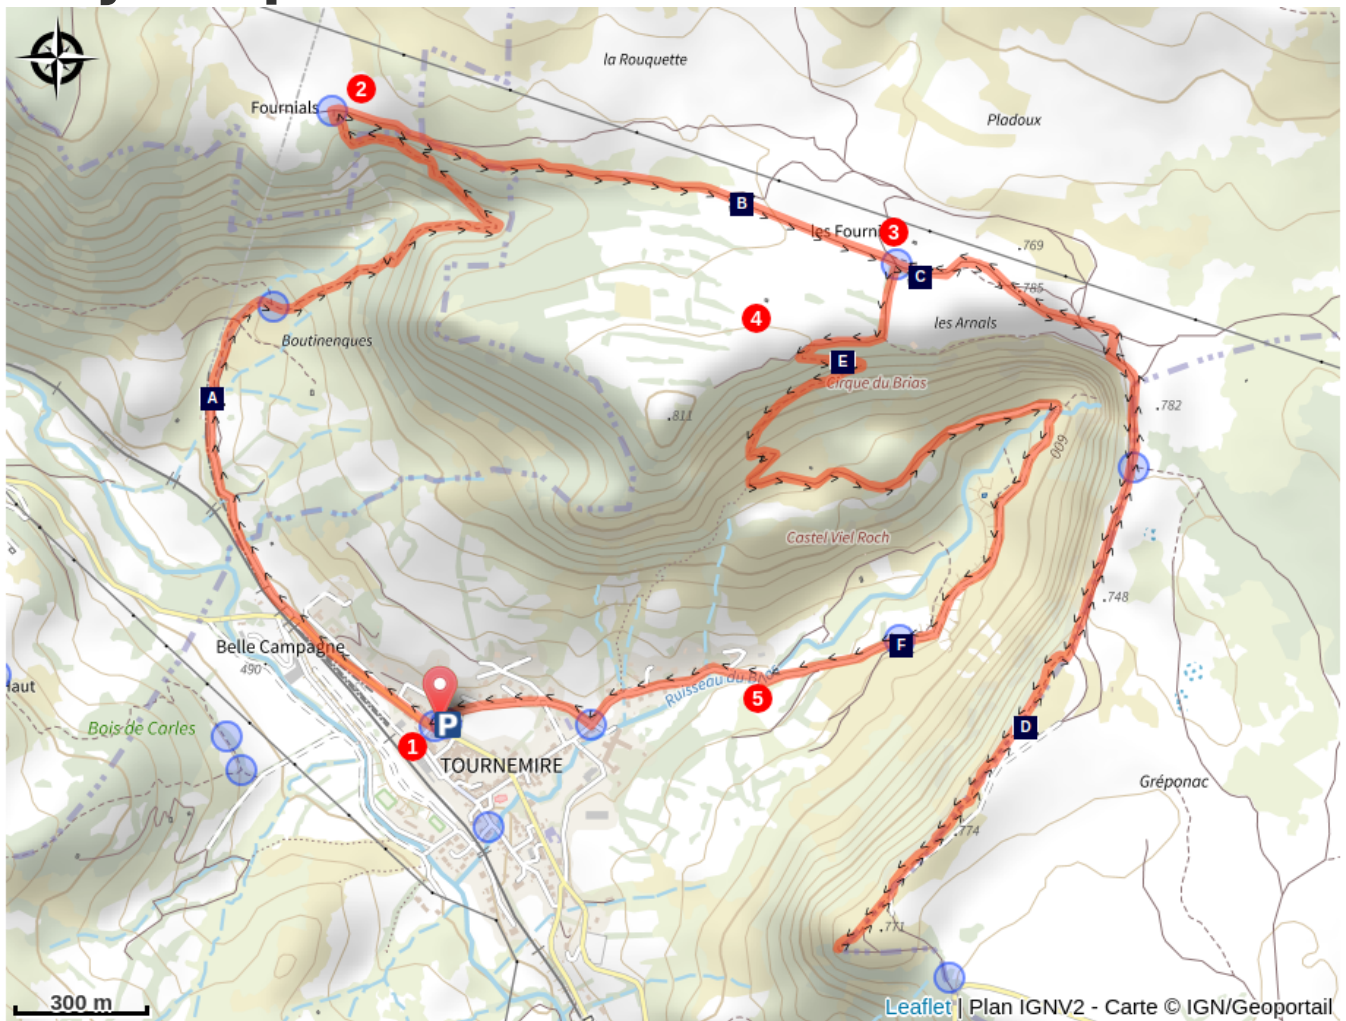 la Rouquette
2
Fournials
Pladoux
B
les Fourni
3
769
C
785
4
les Arnals
Boutinenques
E
Cirque du Brias
A
782
811
600
Castel Viel Roch
748
Belle Campagne
490
F
Haut
Ruisseau du Brias
5
Bois de Carles
P
1
D
TOURNEMIRE
Gréponac
774
771
300 m
Leaflet | Plan IGNV2 - Carte © IGN/Geoportail